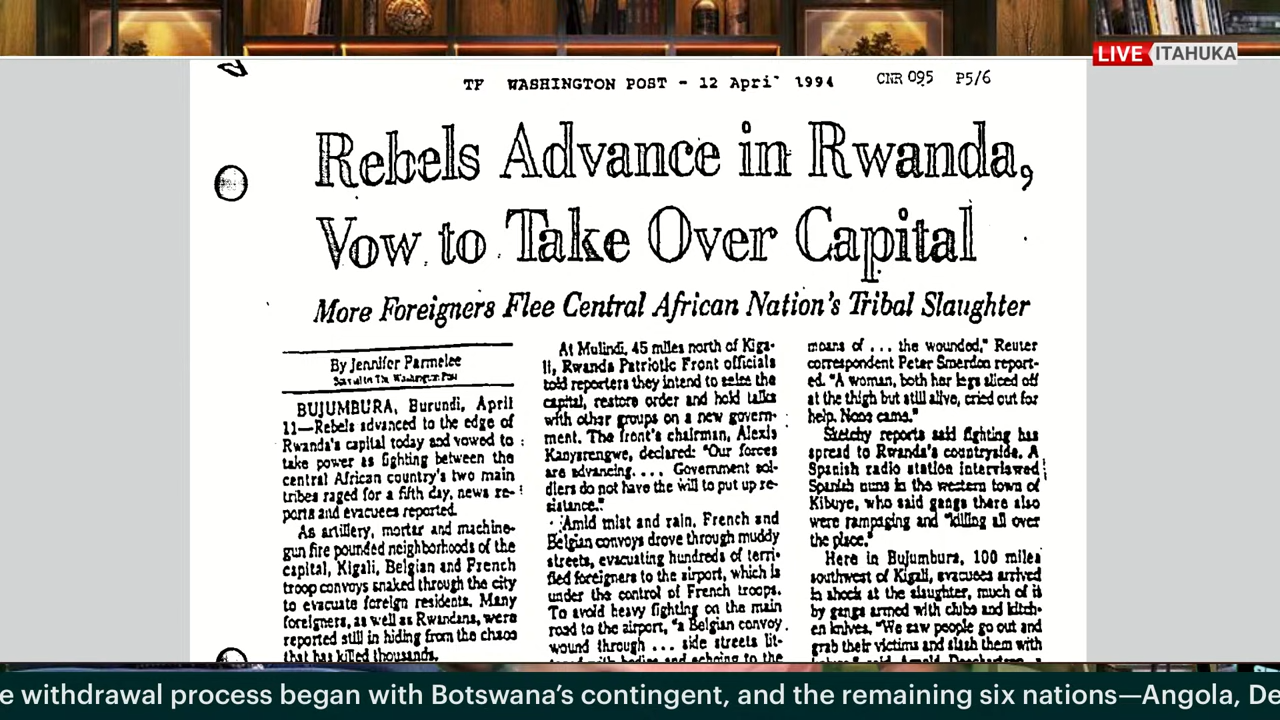 LIVE ITAHUKA
WASHINGTON POST - 12 April 1994 CNR 095 P5/6
Rebels Advance in Rwanda,
Vow to Take Over Capital
More Foreigners Flee Central African Nation's Tribal Slaughter
By Jennifer Parmelee
Special to The Washington Post
BUJUMBURA, Burundi, April
11—Rebels advanced to the edge of
Rwanda's capital today and vowed to
take power as fighting between the
central African country's two main
tribes raged for a fifth day, news re-
ports and evacuees reported.
As artillery, mortar and machine-
gun fire pounded neighborhoods of the
capital, Kigali, Belgian and French
troop convoys snaked through the city
to evacuate foreign residents. Many
foreigners, as well as Rwandans, were
reported still in hiding from the chaos
that has killed thousands.
At Mulindi, 45 miles north of Kiga-
li, Rwanda Patriotic Front officials
told reporters they intend to seize the
capital, restore order and hold talks
with other groups on a new govern-
ment. The front's chairman, Alexis
Kanyarengwe, declared: "Our forces
are advancing. . . . Government sol-
diers do not have the will to put up re-
sistance."
Amid mist and rain, French and
Belgian convoys drove through muddy
streets, evacuating hundreds of terri-
fied foreigners to the airport, which is
under the control of French troops.
To avoid heavy fighting on the main
road to the airport, "a Belgian convoy
wound through . . . side streets lit-
tered with bodies and echoing to the
moans of . . . the wounded," Reuter
correspondent Peter Smerdon report-
ed. "A woman, both her legs sliced off
at the thigh but still alive, cried out for
help. None came."
Sketchy reports said fighting has
spread to Rwanda's countryside. A
Spanish radio station interviewed
Spanish nuns in the western town of
Kibuye, who said gangs there also
were rampaging and "killing all over
the place."
Here in Bujumbura, 100 miles
southwest of Kigali, evacuees arrived
in shock at the slaughter, much of it
by gangs armed with clubs and kitch-
en knives. "We saw people go out and
grab their victims and slash them with
e withdrawal process began with Botswana's contingent, and the remaining six nations—Angola, De